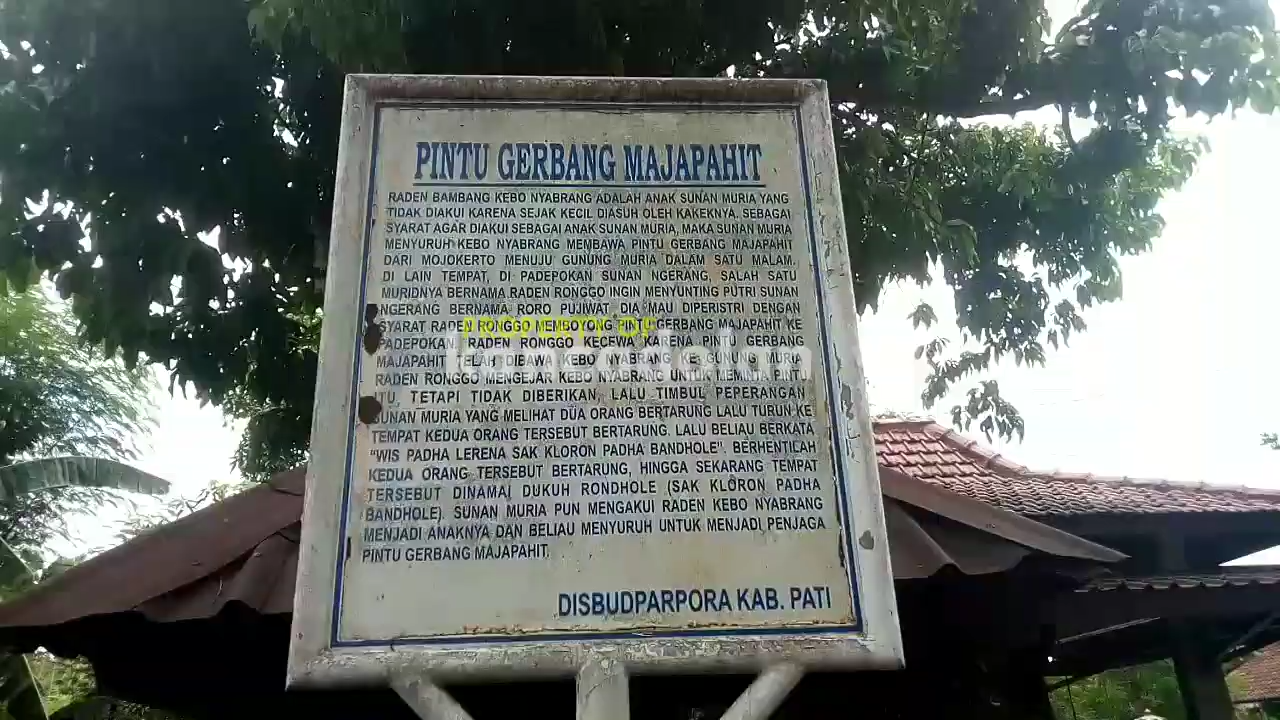 PINTU GERBANG MAJAPAHIT
RADEN BAMBANG KEBO NYABRANG ADALAH ANAK SUNAN MURIA YANG
TIDAK DIAKUI KARENA SEJAK KECIL DIASUH OLEH KAKEKNYA. SEBAGAI
SYARAT AGAR DIAKUI SEBAGAI ANAK SUNAN MURIA, MAKA SUNAN MURIA
MENYURUH KEBO NYABRANG MEMBAWA PINTU GERBANG MAJAPAHIT
DARI MOJOKERTO MENUJU GUNUNG MURIA DALAM SATU MALAM.
DI LAIN TEMPAT, DI PADEPOKAN SUNAN NGERANG, SALAH SATU
MURIDNYA BERNAMA RADEN RONGGO INGIN MENYUNTING PUTRI SUNAN
NGERANG BERNAMA RORO PUJIWAT DIA MAU DIPERISTRI DENGAN
SYARAT RADEN RONGGO MEMBOYONG GERBANG MAJAPAHIT KE
PADEPOKAN. RADEN RONGGO KECEWA KARENA PINTU GERBANG
MAJAPAHIT TELAH DIBAWA KEBO NYABRANG KE GUNUNG MURIA
RADEN RONGGO MENGEJAR KEBO NYABRANG UNTUK MEMINTA PINTU
ITU, TETAPI TIDAK DIBERIKAN, LALU TIMBUL PEPERANGAN
SUNAN MURIA YANG MELIHAT DUA ORANG BERTARUNG LALU TURUN KE
TEMPAT KEDUA ORANG TERSEBUT BERTARUNG. LALU BELIAU BERKATA
"WIS PADHA LERENA SAK KLORON PADHA BANDHOLE". BERHENTILAH
KEDUA ORANG TERSEBUT BERTARUNG, HINGGA SEKARANG TEMPAT
TERSEBUT DINAMAI DUKUH RONDHOLE (SAK KLORON PADHA
BANDHOLE). SUNAN MURIA PUN MENGAKUI RADEN KEBO NYABRANG
MENJADI ANAKNYA DAN BELIAU MENYURUH UNTUK MENJADI PENJAGA
PINTU GERBANG MAJAPAHIT.
DISBUDPARPORA KAB. PATI
PROPERTY OF